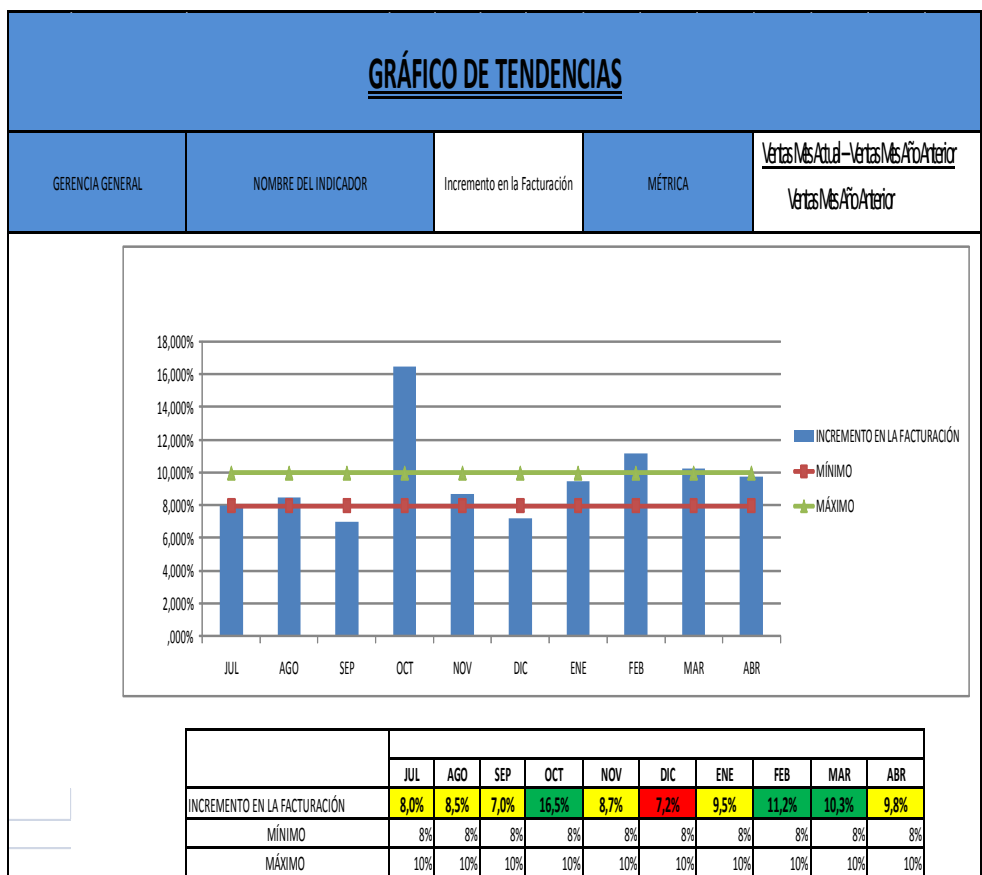 GRÁFICO DE TENDENCIAS
GERENCIA GENERAL
NOMBRE DEL INDICADOR
Incremento en la Facturación
MÉTRICA
Ventas Mes Actual – Ventas Mes Año Anterior
Ventas Mes Año Anterior
18,000%
16,000%
14,000%
12,000%
10,000%
8,000%
6,000%
4,000%
2,000%
,000%
JUL AGO SEP OCT NOV DIC ENE FEB MAR ABR
INCREMENTO EN LA FACTURACIÓN
MÍNIMO
MÁXIMO
JUL AGO SEP OCT NOV DIC ENE FEB MAR ABR
INCREMENTO EN LA FACTURACIÓN 8,0% 8,5% 7,0% 16,5% 8,7% 7,2% 9,5% 11,2% 10,3% 9,8%
MÍNIMO 8% 8% 8% 8% 8% 8% 8% 8% 8% 8%
MÁXIMO 10% 10% 10% 10% 10% 10% 10% 10% 10% 10%